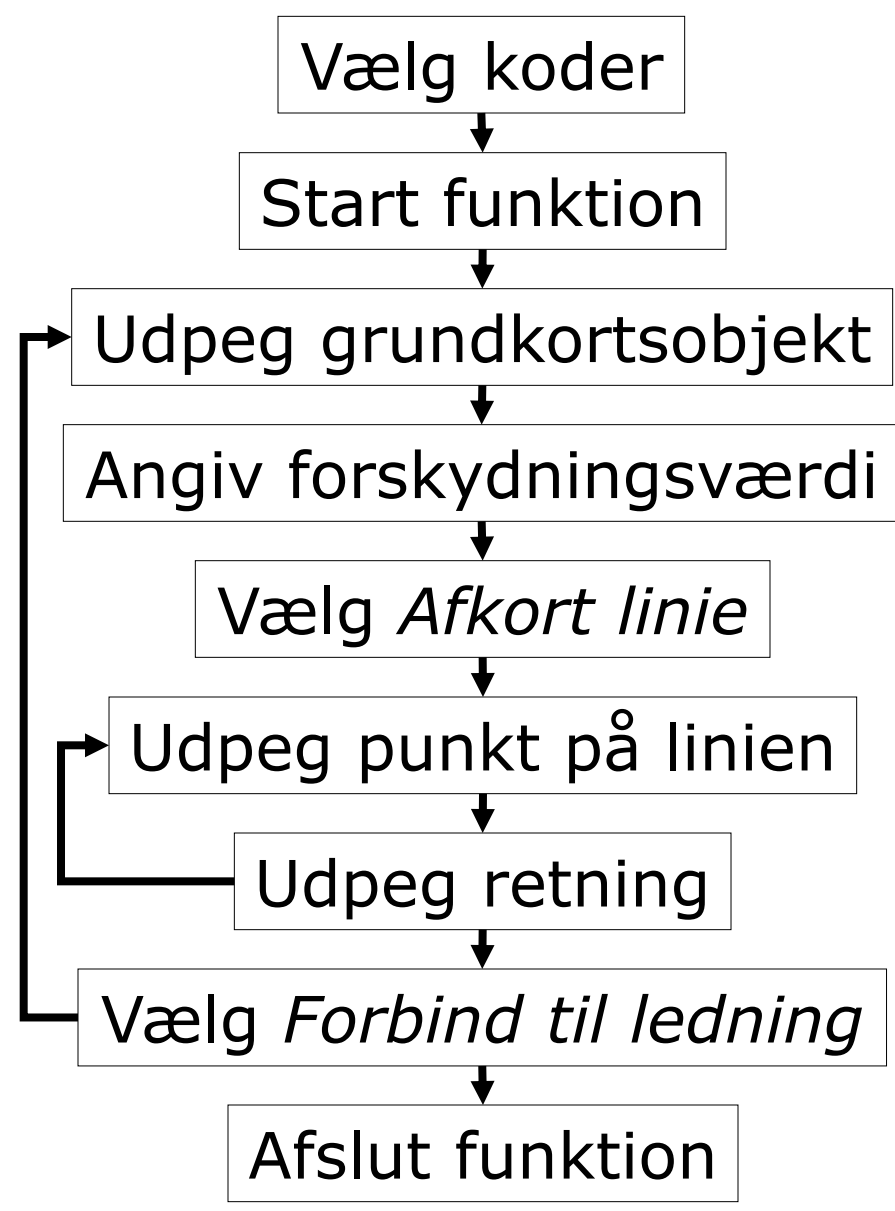 Vælg koder
Start funktion
Udpeg grundkortsobjekt
Angiv forskydningsværdi
Vælg Afkort linie
Udpeg punkt på linien
Udpeg retning
Vælg Forbind til ledning
Afslut funktion